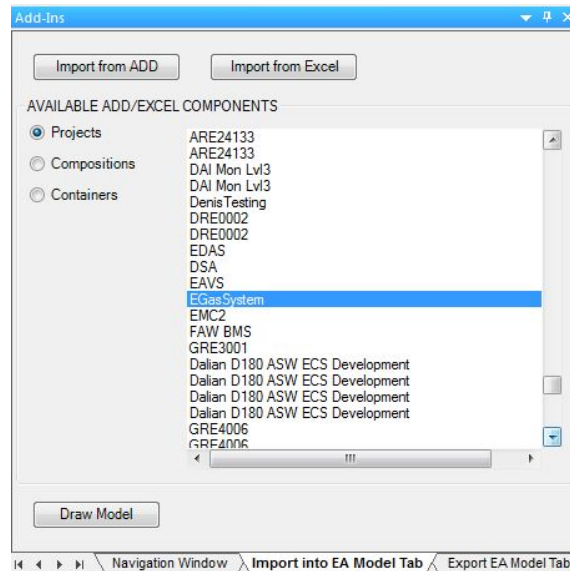 Add-Ins
Import from ADD
Import from Excel
AVAILABLE ADD/EXCEL COMPONENTS
Projects
Compositions
Containers
ARE24133
ARE24133
DAI Mon Lvl3
DAI Mon Lvl3
DenisTesting
DRE0002
DRE0002
EDAS
DSA
EAVS
EGasSystem
EMC2
FAW BMS
GRE3001
Dalian D180 ASW ECS Development
Dalian D180 ASW ECS Development
Dalian D180 ASW ECS Development
Dalian D180 ASW ECS Development
GRE4006
GRE4006
Draw Model
Navigation Window
Import into EA Model Tab
Export EA Model Tab